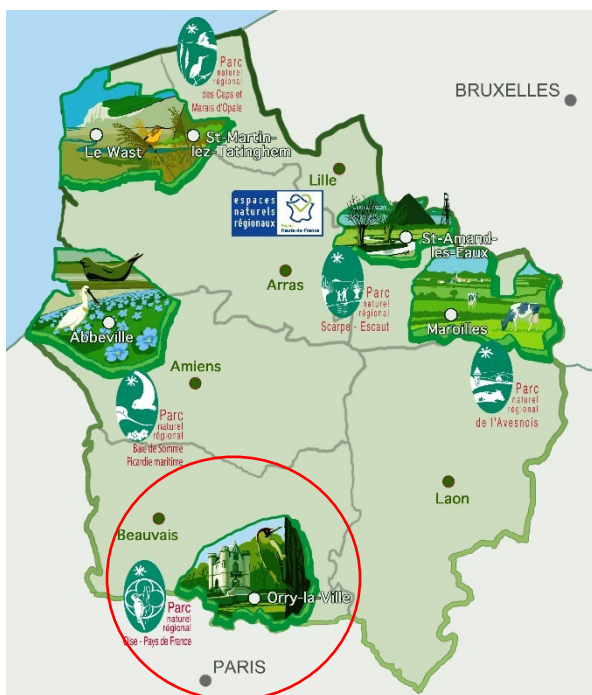 Parc
naturel
régional
des Caps et
Marais d'Opale
BRUXELLES
Le Wast
St-Martin-
lez-Tatinghem
Lille
espaces
naturels
régionaux
Région
Hauts-de-France
St-Amand-
les-Eaux
Arras
Parc
naturel
régional
Scarpe - Escaut
Maroilles
Abbeville
Amiens
Parc
naturel
régional
de l'Avesnois
Parc
naturel
régional
Baie de Somme
Picardie maritime
Laon
Beauvais
Orry-la-Ville
Parc
naturel
régional
Oise - Pays de France
PARIS